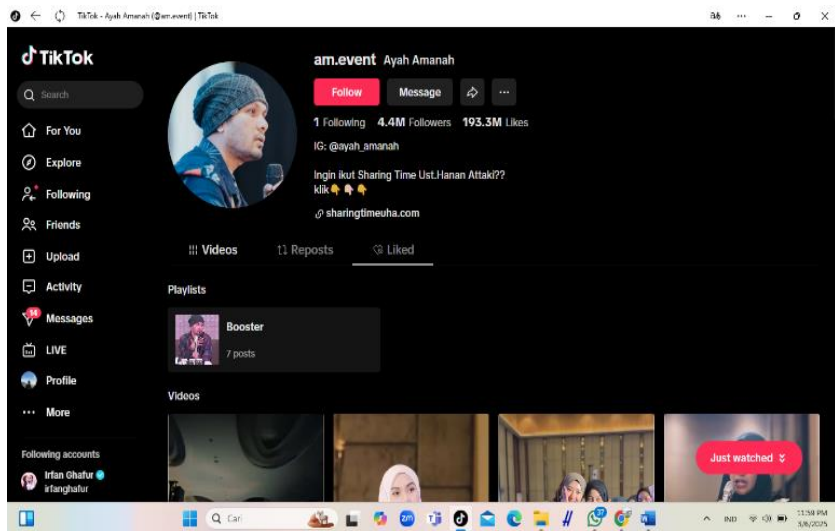 TikTok - Ayah Amanah (@am.event) | TikTok
TikTok
Search
For You
Explore
Following
Friends
Upload
Activity
14
Messages
LIVE
Profile
More
Following accounts
Irfan Ghafur
irfanghafur
am.event Ayah Amanah
Follow Message
1 Following 4.4M Followers 193.3M Likes
IG: @ayah_amanah
Ingin ikut Sharing Time Ust.Hanan Attaki??
klik👇👇👇
sharingtimeuha.com
Videos Reposts Liked
Playlists
Booster
7 posts
Videos
Just watched
Cari
zm
37
IND
11:59 PM
3/6/2025